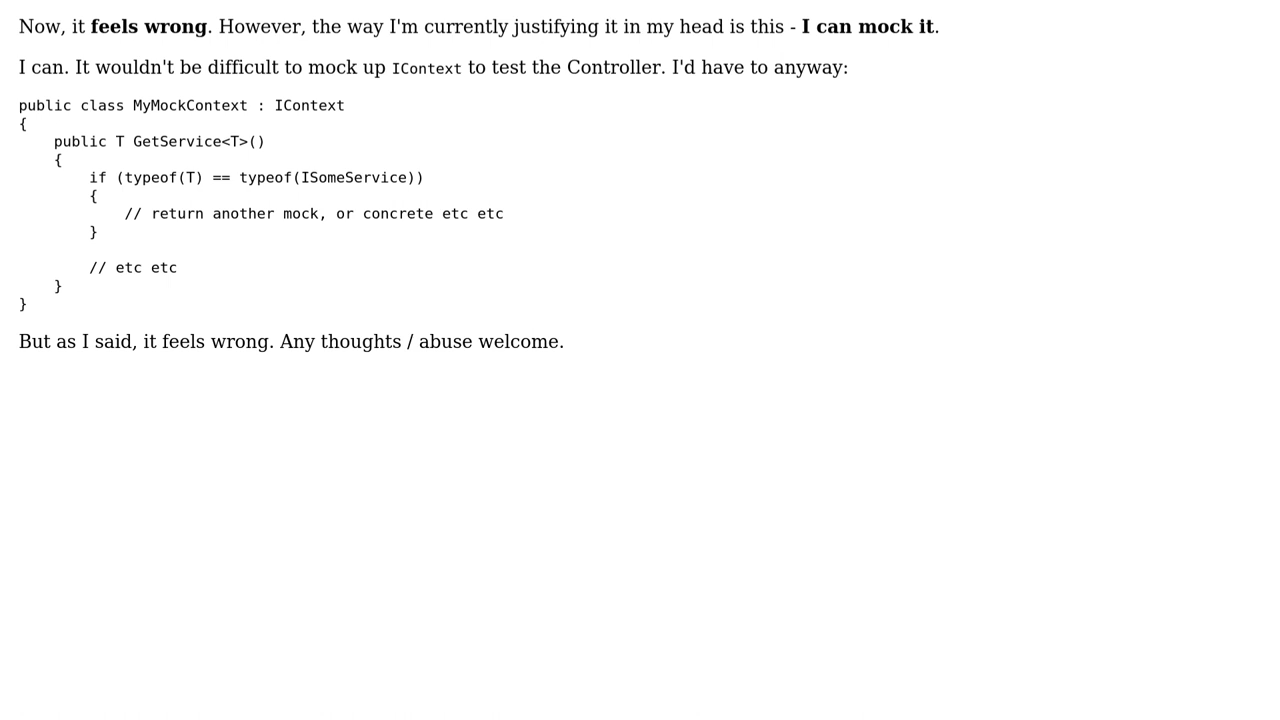 Now, it feels wrong. However, the way I'm currently justifying it in my head is this - I can mock it.
I can. It wouldn't be difficult to mock up IContext to test the Controller. I'd have to anyway:
public class MyMockContext : IContext
{
    public T GetService<T>()
    {
        if (typeof(T) == typeof(ISomeService))
        {
            // return another mock, or concrete etc etc
        }

        // etc etc
    }
}
But as I said, it feels wrong. Any thoughts / abuse welcome.